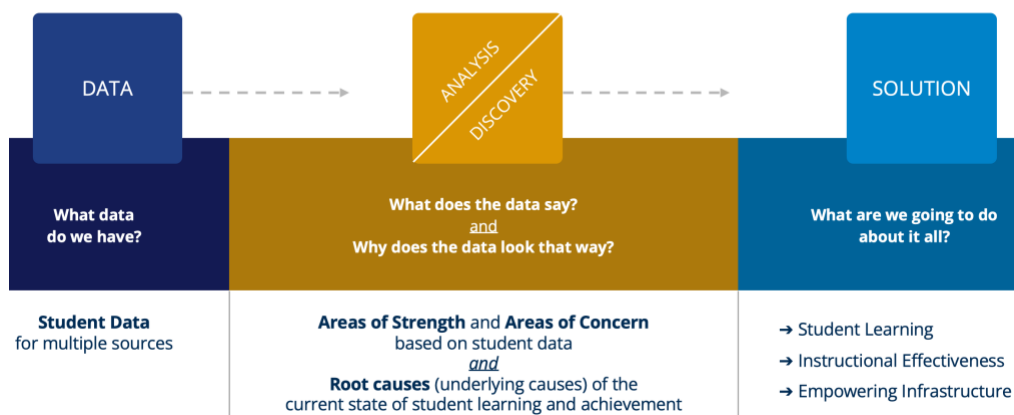 DATA
ANALYSIS
DISCOVERY
SOLUTION
What data
do we have?
What does the data say?
and
Why does the data look that way?
What are we going to do
about it all?
Student Data
for multiple sources
Areas of Strength and Areas of Concern
based on student data
and
Root causes (underlying causes) of the
current state of student learning and achievement
➔ Student Learning
➔ Instructional Effectiveness
➔ Empowering Infrastructure